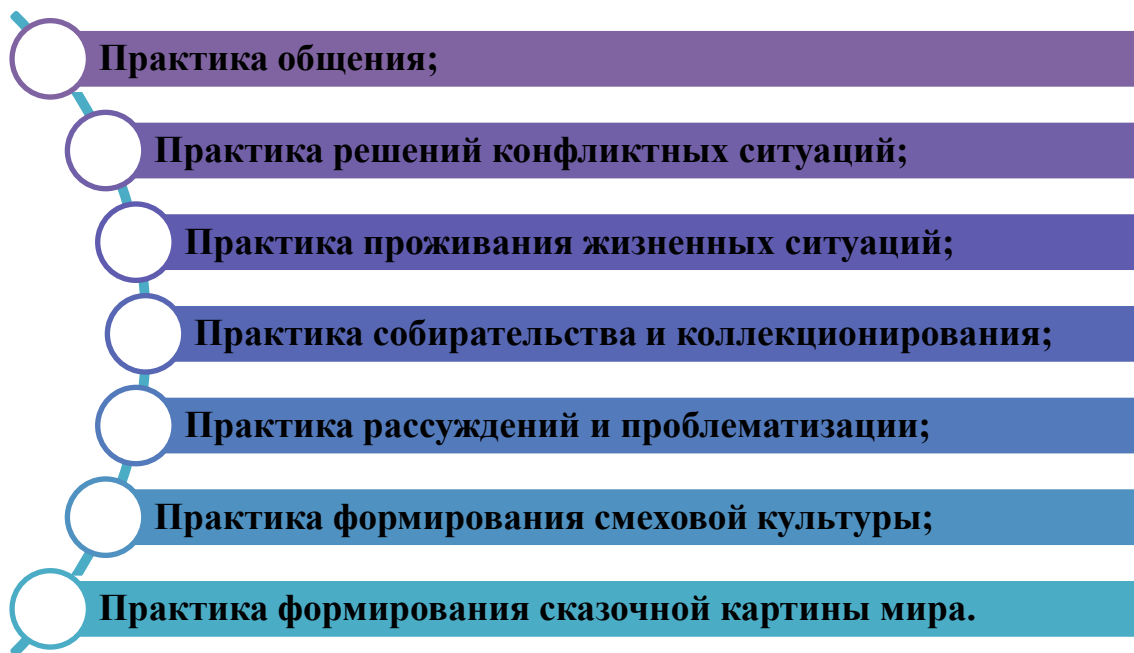 Практика общения;
Практика решений конфликтных ситуаций;
Практика проживания жизненных ситуаций;
Практика собирательства и коллекционирования;
Практика рассуждений и проблематизации;
Практика формирования смеховой культуры;
Практика формирования сказочной картины мира.